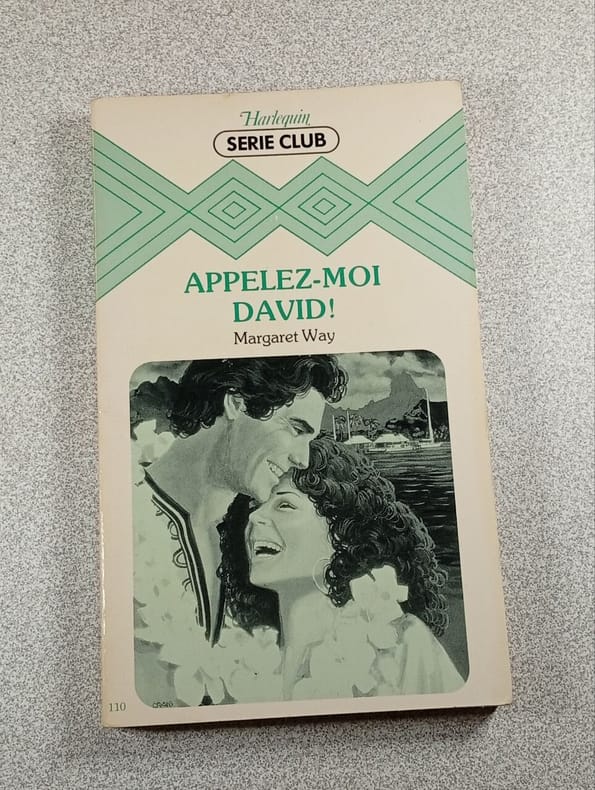 Harlequin
SERIE CLUB
APPELEZ-MOI
DAVID!
Margaret Way
110